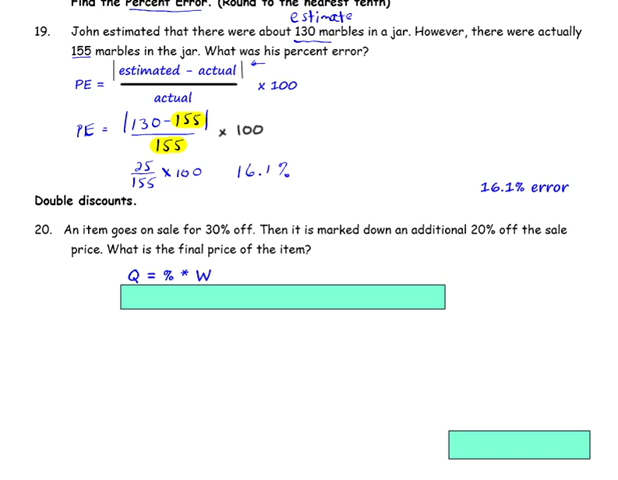 Find the Percent Error. (Round to the nearest tenth)
estimate
19. John estimated that there were about 130 marbles in a jar. However, there were actually
155 marbles in the jar. What was his percent error?
PE = |estimated - actual| / actual x 100
PE = |130 - 155| / 155 x 100
25/155 x 100 16.1%
16.1% error
Double discounts.
20. An item goes on sale for 30% off. Then it is marked down an additional 20% off the sale
price. What is the final price of the item?
Q = % * W